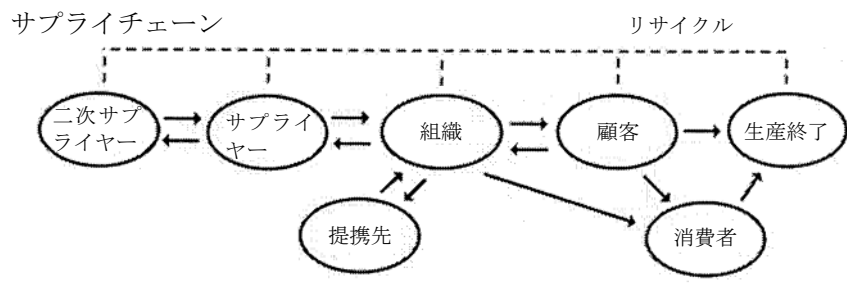 サプライチェーン
リサイクル
二次サプ
ライヤー
サプライ
ヤー
組織
顧客
生産終了
提携先
消費者